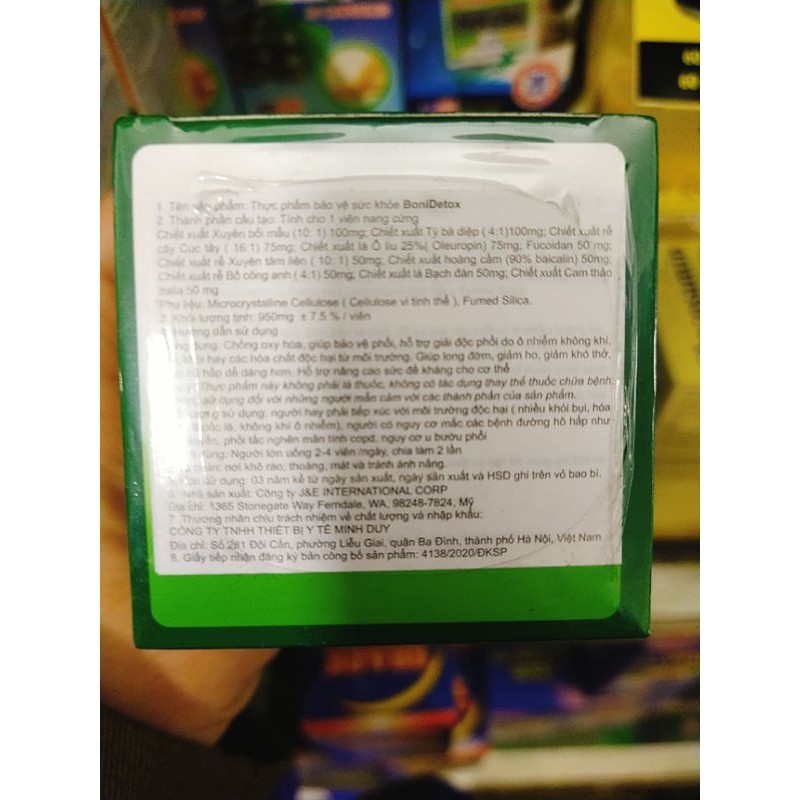 1. Tên sản phẩm: Thực phẩm bảo vệ sức khỏe BoniDetox
2. Thành phần cấu tạo: Tính cho 1 viên nang cứng
Chiết xuất Xuyên bối mẫu (10: 1) 100mg; Chiết xuất Tỳ bà diệp ( 4:1)100mg; Chiết xuất rễ
cây Cúc tây ( 16:1) 75mg; Chiết xuất lá Ô liu 25%( Oleuropin) 75mg; Fucoidan 50 mg;
Chiết xuất rễ Xuyên tâm liên ( 10: 1) 50mg; Chiết xuất hoàng cầm (90% baicalin) 50mg;
Chiết xuất rễ Bồ công anh ( 4:1) 50mg; Chiết xuất lá Bạch đàn 50mg; Chiết xuất Cam thảo
italia 50 mg
*Phụ liệu: Microcrystalline Cellulose ( Cellulose vi tinh thể ), Fumed Silica.
3. Khối lượng tịnh: 950mg ± 7,5 % / viên
Hướng dẫn sử dụng
dụng: Chống oxy hóa, giúp bảo vệ phổi, hỗ trợ giải độc phổi do ô nhiễm không khí,
khói hay các hóa chất độc hại từ môi trường. Giúp long đờm, giảm ho, giảm khó thở,
hô hấp dễ dàng hơn. Hỗ trợ nâng cao sức đề kháng cho cơ thể
Thực phẩm này không phải là thuốc, không có tác dụng thay thế thuốc chữa bệnh.
sử dụng đối với những người mẫn cảm với các thành phần của sản phẩm.
sử dụng: người hay phải tiếp xúc với môi trường độc hại ( nhiều khói bụi, hóa
thuốc lá, không khí ô nhiễm), người có nguy cơ mắc các bệnh đường hô hấp như
phổi tắc nghẽn mãn tính copd, nguy cơ u bướu phổi
dùng: Người lớn uống 2-4 viên /ngày, chia làm 2 lần
quản: nơi khô ráo, thoáng, mát và tránh ánh nắng.
sử dụng: 03 năm kể từ ngày sản xuất, ngày sản xuất và HSD ghi trên vỏ bao bì.
6. Nhà sản xuất: Công ty J&E INTERNATIONAL CORP
Địa chỉ: 1365 Stonegate Way Ferndale, WA, 98248-7824, Mỹ
7. Thương nhân chịu trách nhiệm về chất lượng và nhập khẩu:
CÔNG TY TNHH THIẾT BỊ Y TẾ MINH DUY
Địa chỉ: Số 261 Đội Cấn, phường Liễu Giai, quận Ba Đình, thành phố Hà Nội, Việt Nam
8. Giấy tiếp nhận đăng ký bản công bố sản phẩm: 4138/2020/ĐKSP